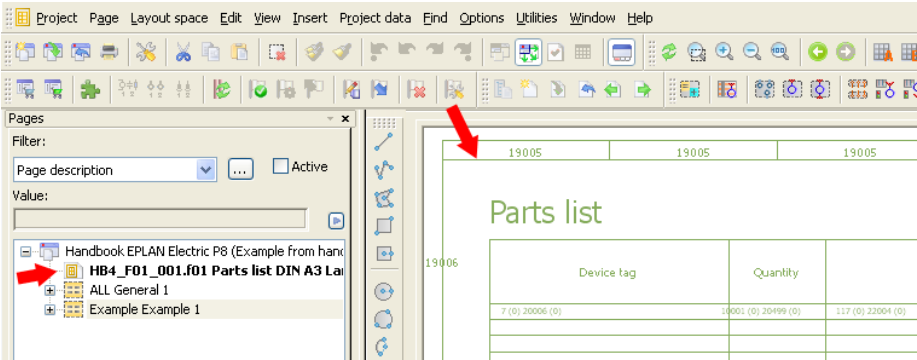 Project Page Layout space Edit View Insert Project data Find Options Utilities Window Help
Pages
Filter:
Page description
...
Active
Value:
Handbook EPLAN Electric P8 (Example from han
HB4_F01_001.f01 Parts list DIN A3 La
ALL General 1
Example Example 1
19005 19005 19005
Parts list
19006
Device tag Quantity
7 (0) 20006 (0) 10001 (0) 20499 (0) 117 (0) 22004 (0)